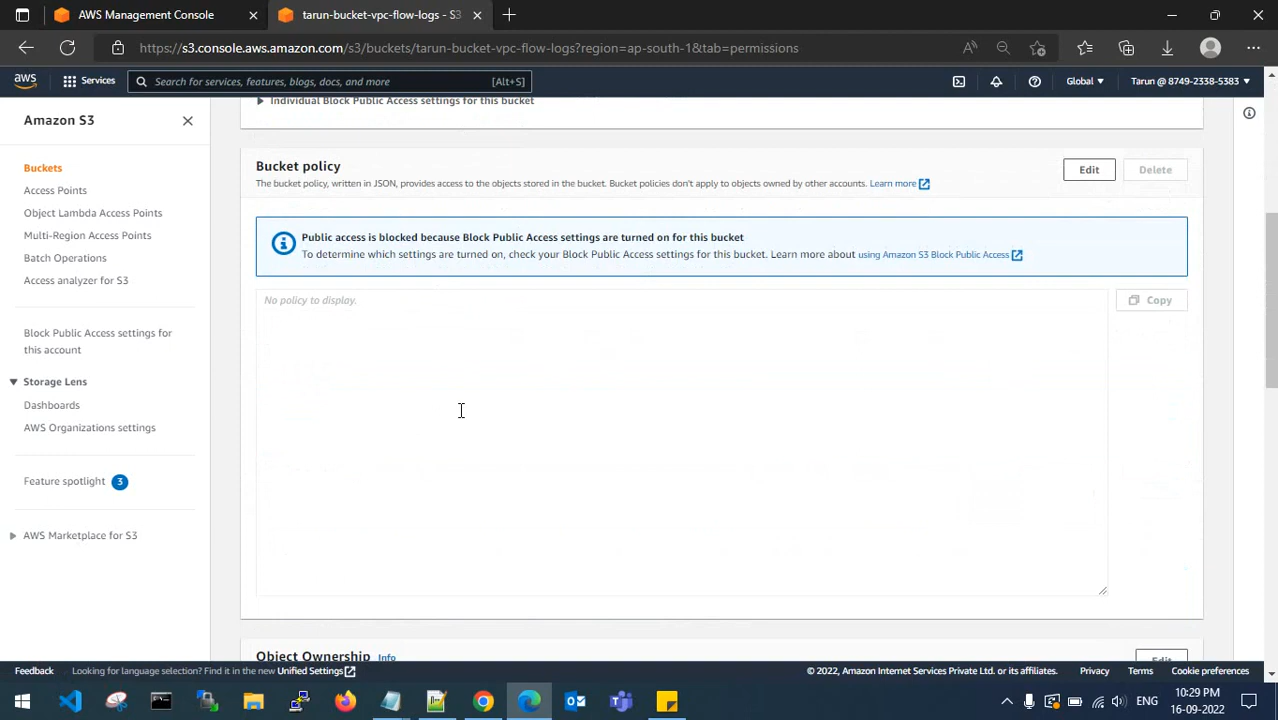 AWS Management Console
tarun-bucket-vpc-flow-logs - S3
https://s3.console.aws.amazon.com/s3/buckets/tarun-bucket-vpc-flow-logs?region=ap-south-1&tab=permissions
aws
Services
Search for services, features, blogs, docs, and more
[Alt+S]
Global
Tarun @ 8749-2338-5383
Amazon S3
Buckets
Access Points
Object Lambda Access Points
Multi-Region Access Points
Batch Operations
Access analyzer for S3
Block Public Access settings for
this account
Storage Lens
Dashboards
AWS Organizations settings
Feature spotlight 3
AWS Marketplace for S3
Individual Block Public Access settings for this bucket
Bucket policy
Edit
Delete
The bucket policy, written in JSON, provides access to the objects stored in the bucket. Bucket policies don't apply to objects owned by other accounts. Learn more
Public access is blocked because Block Public Access settings are turned on for this bucket
To determine which settings are turned on, check your Block Public Access settings for this bucket. Learn more about using Amazon S3 Block Public Access
No policy to display.
Copy
Object Ownership Info
Edit
Feedback
Looking for language selection? Find it in the new Unified Settings
© 2022, Amazon Internet Services Private Ltd. or its affiliates.
Privacy
Terms
Cookie preferences
ENG
10:29 PM
16-09-2022